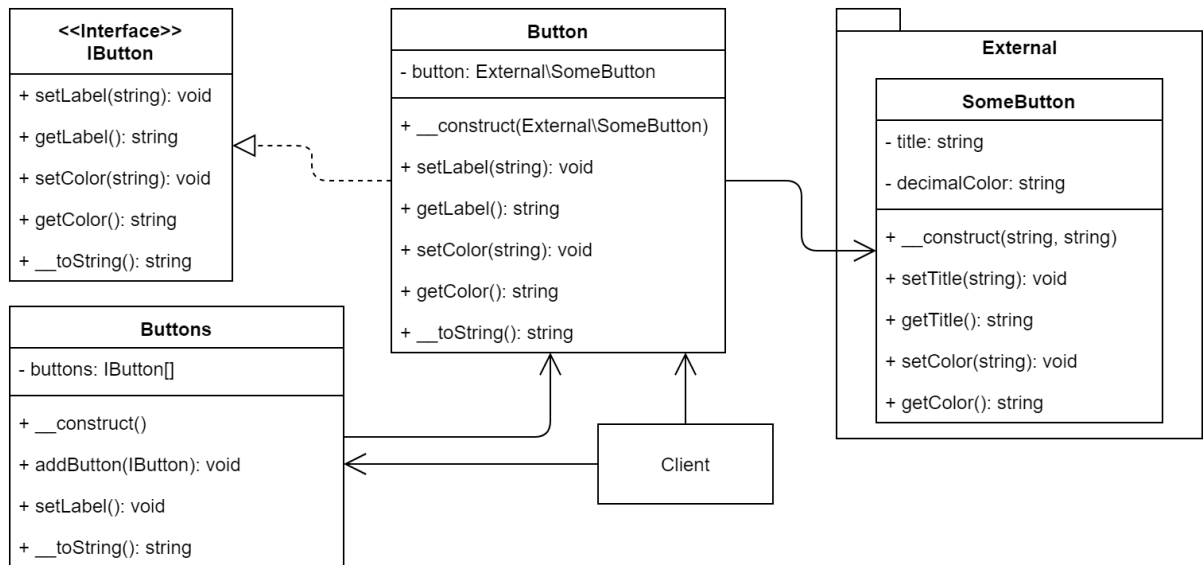 <<Interface>>
IButton
+ setLabel(string): void
+ getLabel(): string
+ setColor(string): void
+ getColor(): string
+ __toString(): string
Button
- button: External\SomeButton
+ __construct(External\SomeButton)
+ setLabel(string): void
+ getLabel(): string
+ setColor(string): void
+ getColor(): string
+ __toString(): string
External
SomeButton
- title: string
- decimalColor: string
+ __construct(string, string)
+ setTitle(string): void
+ getTitle(): string
+ setColor(string): void
+ getColor(): string
Buttons
- buttons: IButton[]
+ __construct()
+ addButton(IButton): void
+ setLabel(): void
+ __toString(): string
Client